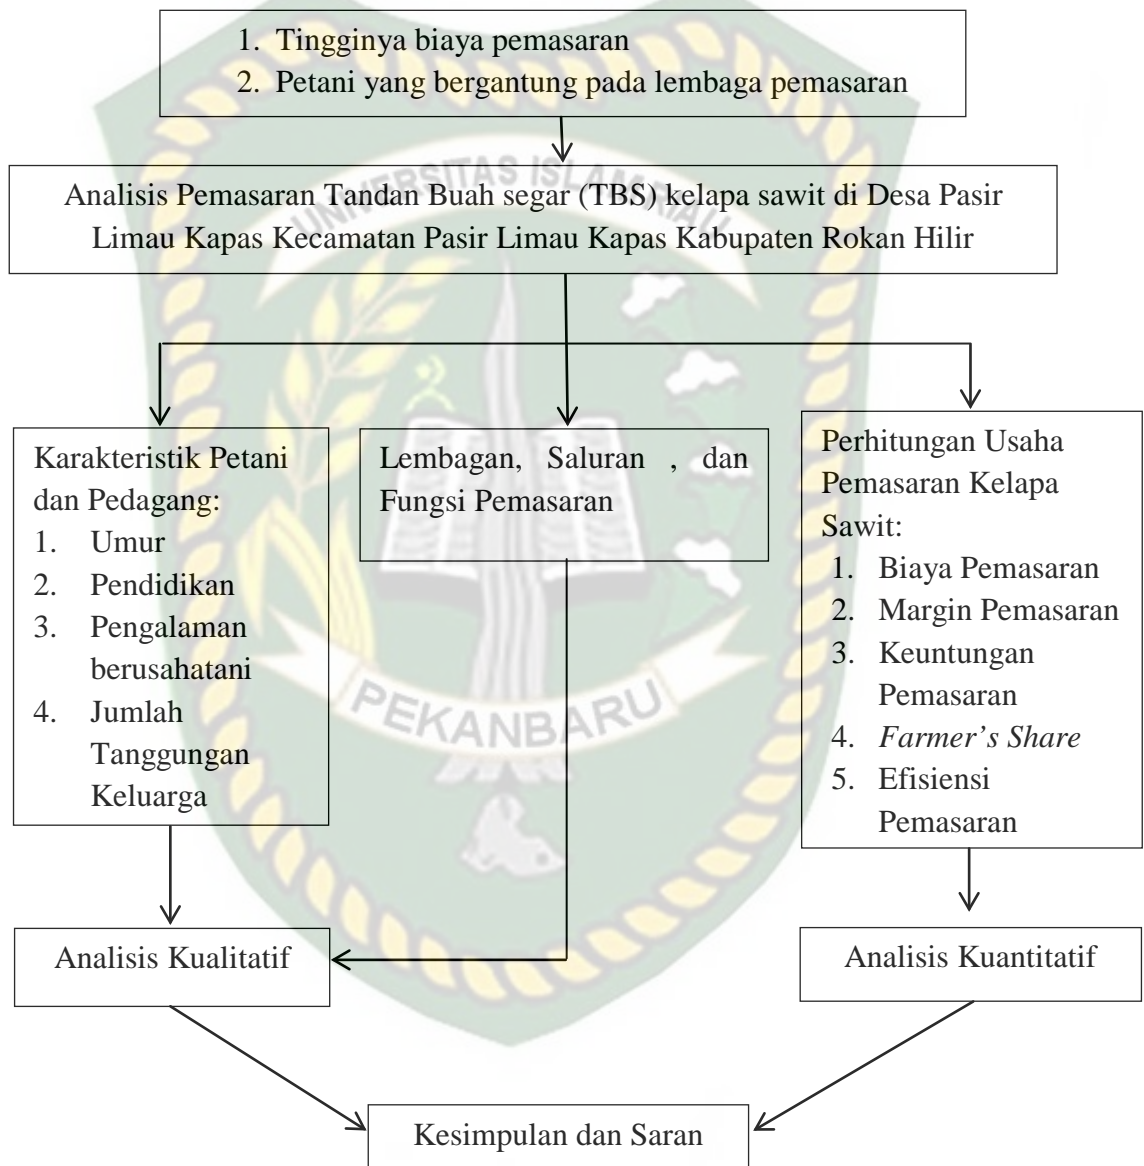 1. Tingginya biaya pemasaran
2. Petani yang bergantung pada lembaga pemasaran
UNIVERSITAS ISLAM RIAU
Analisis Pemasaran Tandan Buah segar (TBS) kelapa sawit di Desa Pasir
Limau Kapas Kecamatan Pasir Limau Kapas Kabupaten Rokan Hilir
Karakteristik Petani
dan Pedagang:
1. Umur
2. Pendidikan
3. Pengalaman
berusahatani
4. Jumlah
Tanggungan
Keluarga
Lembagan, Saluran , dan
Fungsi Pemasaran
Perhitungan Usaha
Pemasaran Kelapa
Sawit:
1. Biaya Pemasaran
2. Margin Pemasaran
3. Keuntungan
Pemasaran
4. Farmer's Share
5. Efisiensi
Pemasaran
PEKANBARU
Analisis Kualitatif
Analisis Kuantitatif
Kesimpulan dan Saran